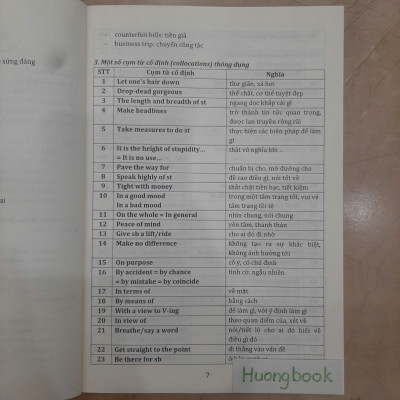 xứng đáng
ai
- counterfeit bills: tiền giả
- business trip: chuyến công tác
3. Một số cụm từ cố định (collocations) thông dụng
STT Cụm từ cố định Nghĩa
1 Let one's hair down thư giãn, xả hơi
2 Drop-dead gorgeous thể chất, cơ thể tuyệt đẹp
3 The length and breadth of st ngang dọc khắp cái gì
4 Make headlines trở thành tin tức quan trọng,
được lan truyền rộng rãi
5 Take measures to do st thực hiện các biện pháp để làm
gì
6 It is the height of stupidity... thật vô nghĩa khi...
= It is no use...
7 Pave the way for chuẩn bị cho, mở đường cho
8 Speak highly of st đề cao điều gì, nói tốt về
9 Tight with money thắt chặt tiền bạc, tiết kiệm
10 In a good mood trong một tâm trạng tốt, vui vẻ
In a bad mood tâm trạng tồi tệ
11 On the whole = In general nhìn chung, nói chung
12 Peace of mind yên tâm, thanh thản
13 Give sb a lift/ride cho ai đó đi nhờ
14 Make no difference không tạo ra sự khác biệt,
không ảnh hưởng tới
15 On purpose cố ý, có chủ đích
16 By accident = by chance tình cờ, ngẫu nhiên
= by mistake = by coincide
17 In terms of về mặt
18 By means of bằng cách
19 With a view to V-ing để làm gì, với ý định làm gì
20 In view of theo quan điểm của, xét về
21 Breathe/say a word nói/tiết lộ cho ai đó biết về
điều gì đó
22 Get straight to the point đi thẳng vào vấn đề
23 Be there for sb
7
Huongbook